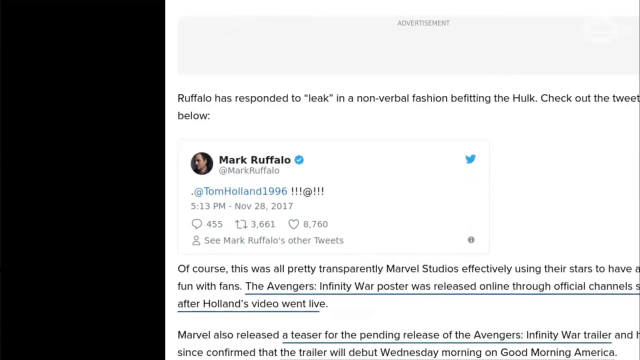 ADVERTISEMENT
Ruffalo has responded to “leak” in a non-verbal fashion befitting the Hulk. Check out the tweet
below:
Mark Ruffalo
@MarkRuffalo
.@TomHolland1996 !!!@!!!
5:13 PM - Nov 28, 2017
455 3,661 8,760
See Mark Ruffalo's other Tweets
Of course, this was all pretty transparently Marvel Studios effectively using their stars to have a
fun with fans. The Avengers: Infinity War poster was released online through official channels s
after Holland's video went live.
Marvel also released a teaser for the pending release of the Avengers: Infinity War trailer and h
since confirmed that the trailer will debut Wednesday morning on Good Morning America.